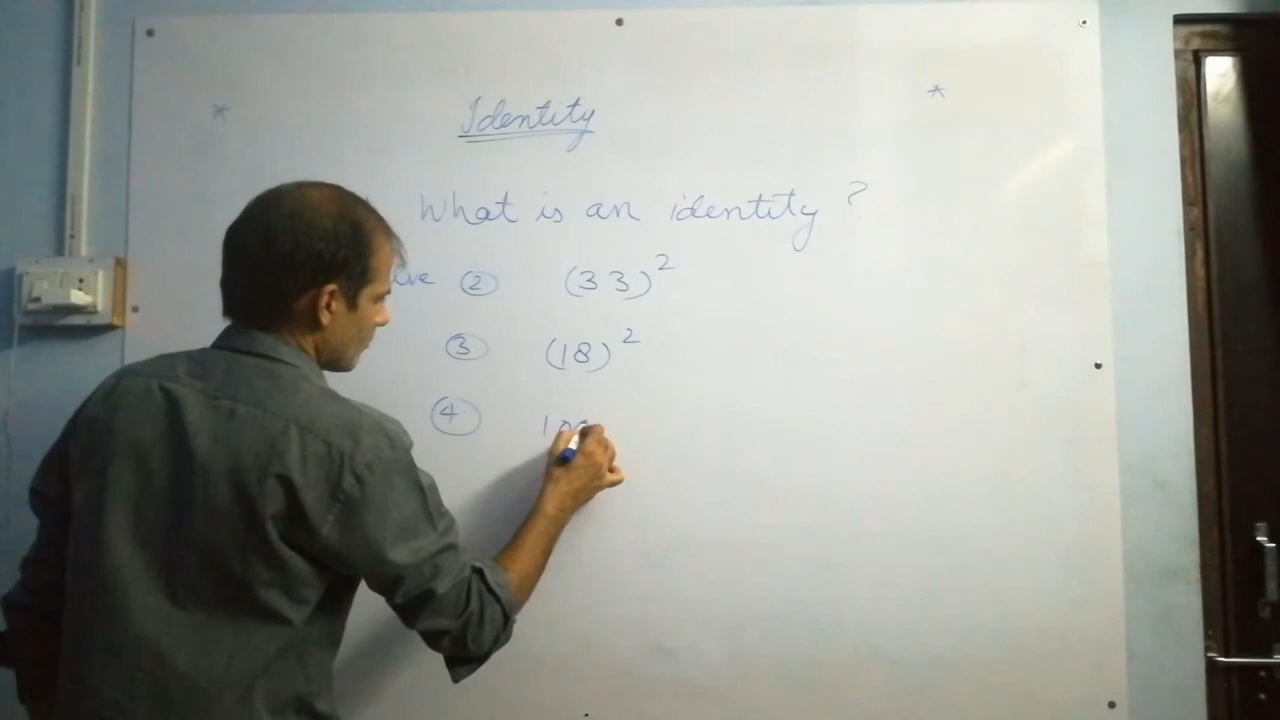 * Identity *
What is an identity ?
② (33)²
③ (18)²
④